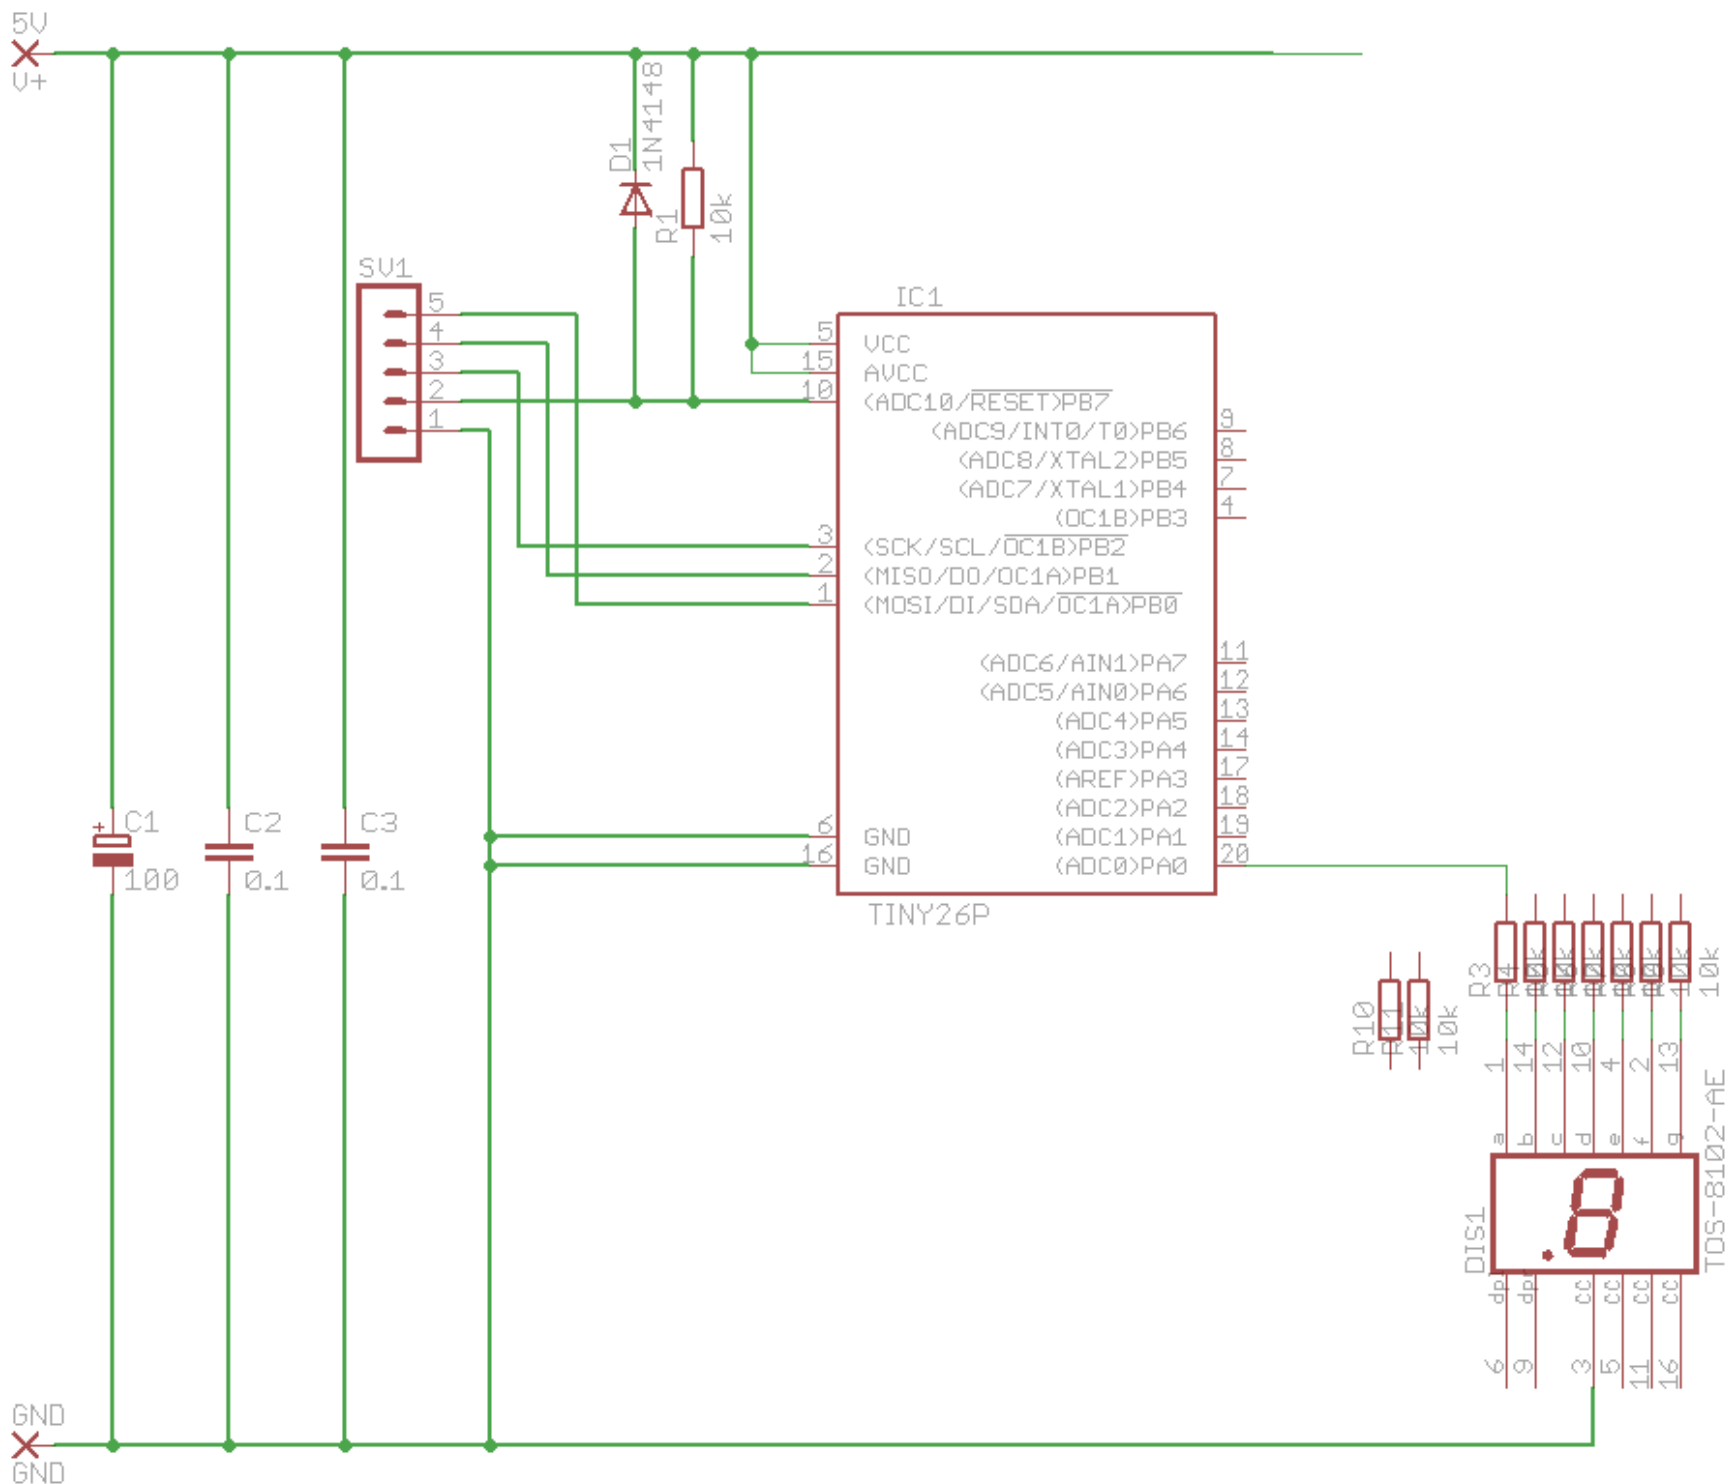 5V
V+
D1
1N4148
R1
10k
SV1
5
4
3
2
1
IC1
5
VCC
15
AVCC
10
(ADC10/RESET)PB7
(ADC9/INT0/T0)PB6
9
(ADC8/XTAL2)PB5
8
(ADC7/XTAL1)PB4
7
(OC1B)PB3
4
3
(SCK/SCL/OC1B)PB2
2
(MISO/DO/OC1A)PB1
1
(MOSI/DI/SDA/OC1A)PB0
(ADC6/AIN1)PA7
11
(ADC5/AIN0)PA6
12
(ADC4)PA5
13
(ADC3)PA4
14
(AREF)PA3
17
(ADC2)PA2
18
(ADC1)PA1
19
(ADC0)PA0
20
6
GND
16
GND
TINY26P
C1
100
C2
0.1
C3
0.1
R3
R4
10k
R10
R11
10k
10k
1
14
12
10
4
2
13
a
b
c
d
e
f
g
TOS-8102-AE
DIS1
dp
dp
cc
cc
cc
cc
6
9
3
5
11
16
GND
GND